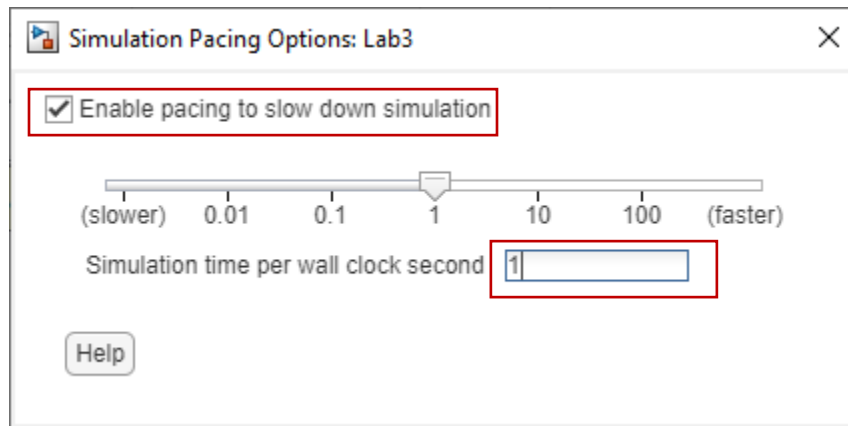 Simulation Pacing Options: Lab3
Enable pacing to slow down simulation
(slower) 0.01 0.1 1 10 100 (faster)
Simulation time per wall clock second 1
Help